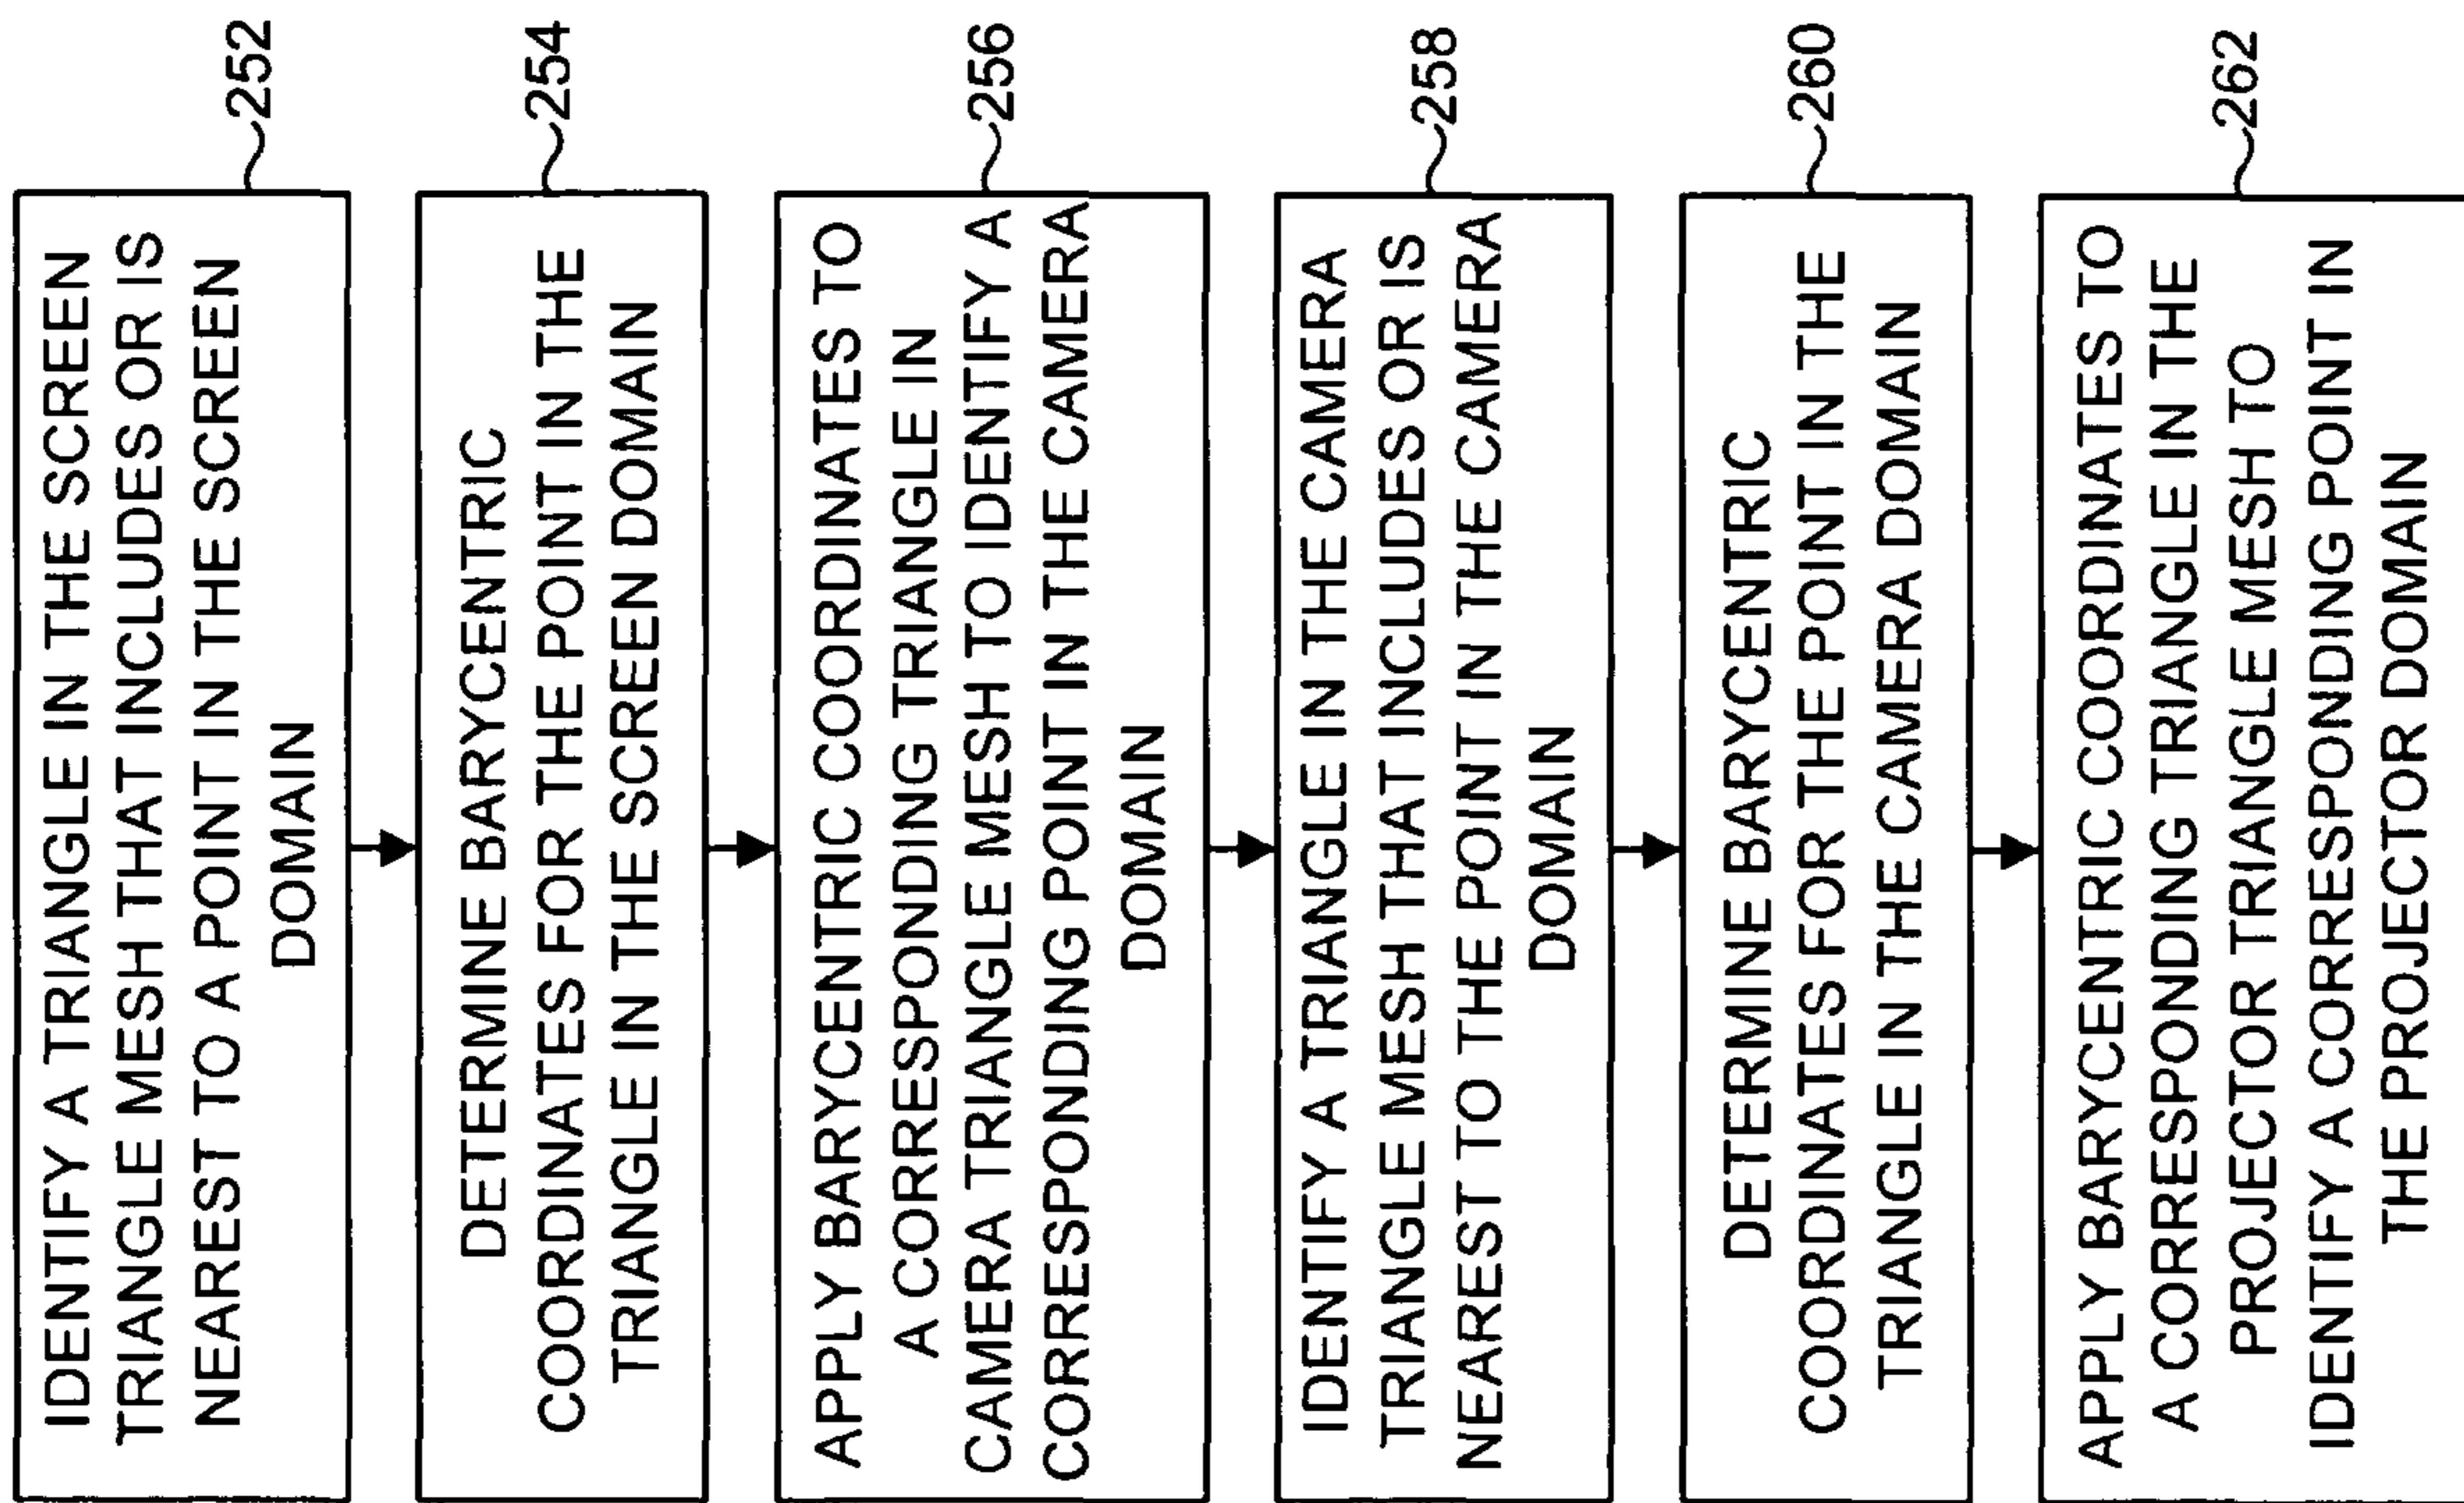 IDENTIFY A TRIANGLE IN THE SCREEN
TRIANGLE MESH THAT INCLUDES OR IS
NEAREST TO A POINT IN THE SCREEN
DOMAIN
252
DETERMINE BARYCENTRIC
COORDINATES FOR THE POINT IN THE
TRIANGLE IN THE SCREEN DOMAIN
254
APPLY BARYCENTRIC COORDINATES TO
A CORRESPONDING TRIANGLE IN
CAMERA TRIANGLE MESH TO IDENTIFY A
CORRESPONDING POINT IN THE CAMERA
DOMAIN
256
IDENTIFY A TRIANGLE IN THE CAMERA
TRIANGLE MESH THAT INCLUDES OR IS
NEAREST TO THE POINT IN THE CAMERA
DOMAIN
258
DETERMINE BARYCENTRIC
COORDINATES FOR THE POINT IN THE
TRIANGLE IN THE CAMERA DOMAIN
260
APPLY BARYCENTRIC COORDINATES TO
A CORRESPONDING TRIANGLE IN THE
PROJECTOR TRIANGLE MESH TO
IDENTIFY A CORRESPONDING POINT IN
THE PROJECTOR DOMAIN
262